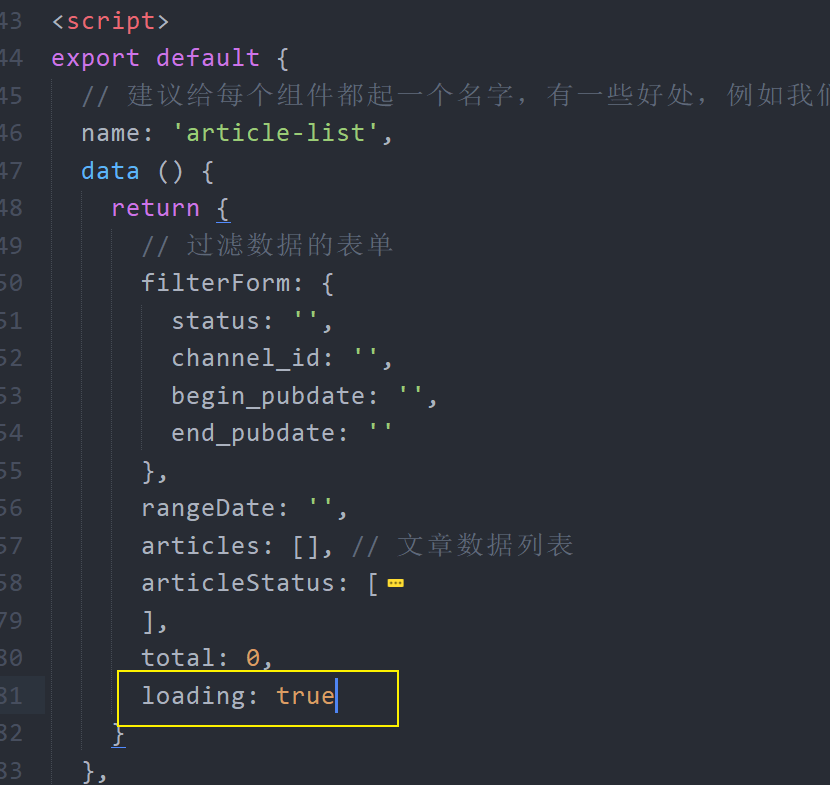 43 <script>
44 export default {
45 // 建议给每个组件都起一个名字，有一些好处，例如我们
46 name: 'article-list',
47 data () {
48 return {
49 // 过滤数据的表单
50 filterForm: {
51 status: '',
52 channel_id: '',
53 begin_pubdate: '',
54 end_pubdate: ''
55 },
56 rangeDate: '',
57 articles: [], // 文章数据列表
58 articleStatus: [
79 ],
80 total: 0,
81 loading: true
82 }
83 },